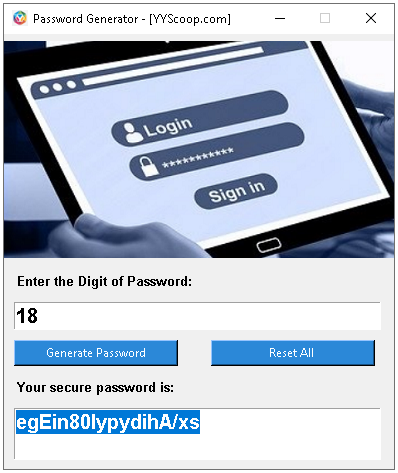 Password Generator - [YYScoop.com]
Login
***********
Sign in
Enter the Digit of Password:
18
Generate Password
Reset All
Your secure password is:
egEin80lypydihA/xs